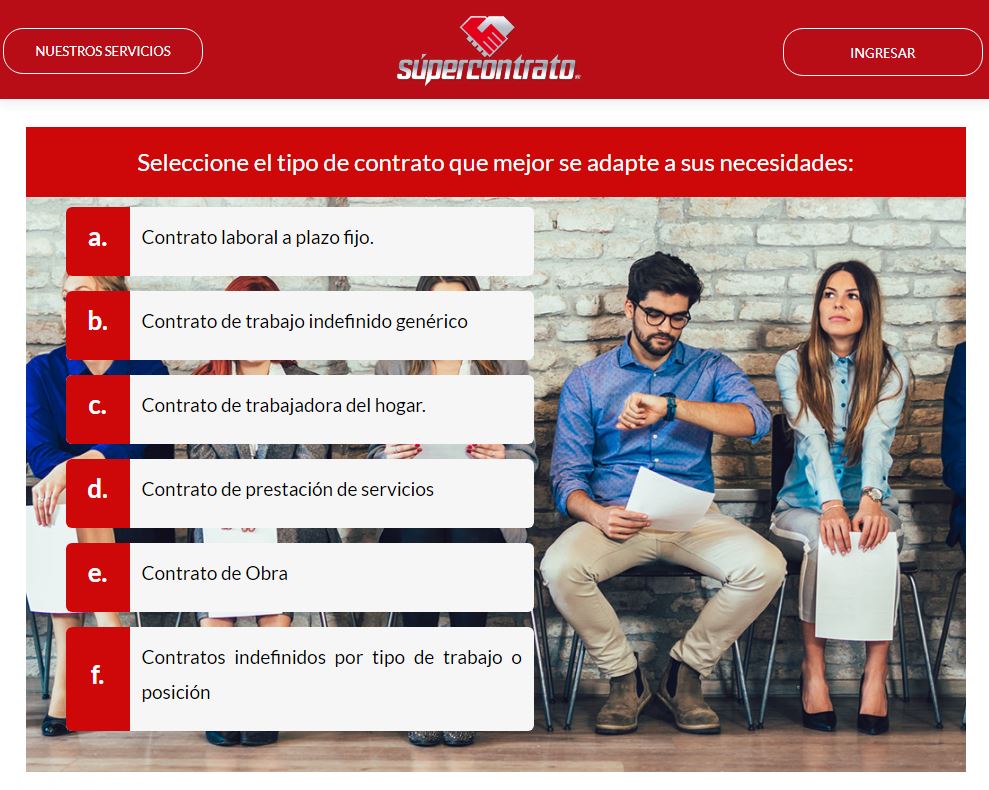 NUESTROS SERVICIOS
súpercontrato
INGRESAR
Seleccione el tipo de contrato que mejor se adapte a sus necesidades:
a.
Contrato laboral a plazo fijo.
b.
Contrato de trabajo indefinido genérico
c.
Contrato de trabajadora del hogar.
d.
Contrato de prestación de servicios
e.
Contrato de Obra
f.
Contratos indefinidos por tipo de trabajo o
posición